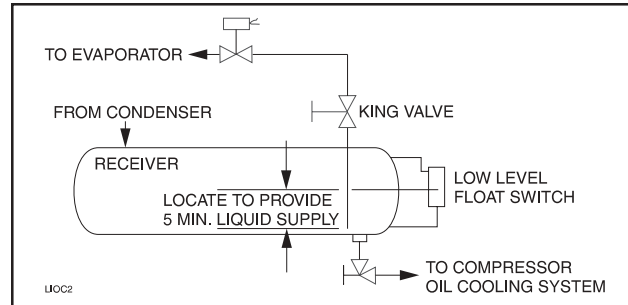 TO EVAPORATOR
FROM CONDENSER
KING VALVE
RECEIVER
LOCATE TO PROVIDE
5 MIN. LIQUID SUPPLY
LOW LEVEL
FLOAT SWITCH
TO COMPRESSOR
OIL COOLING SYSTEM
LIOC2